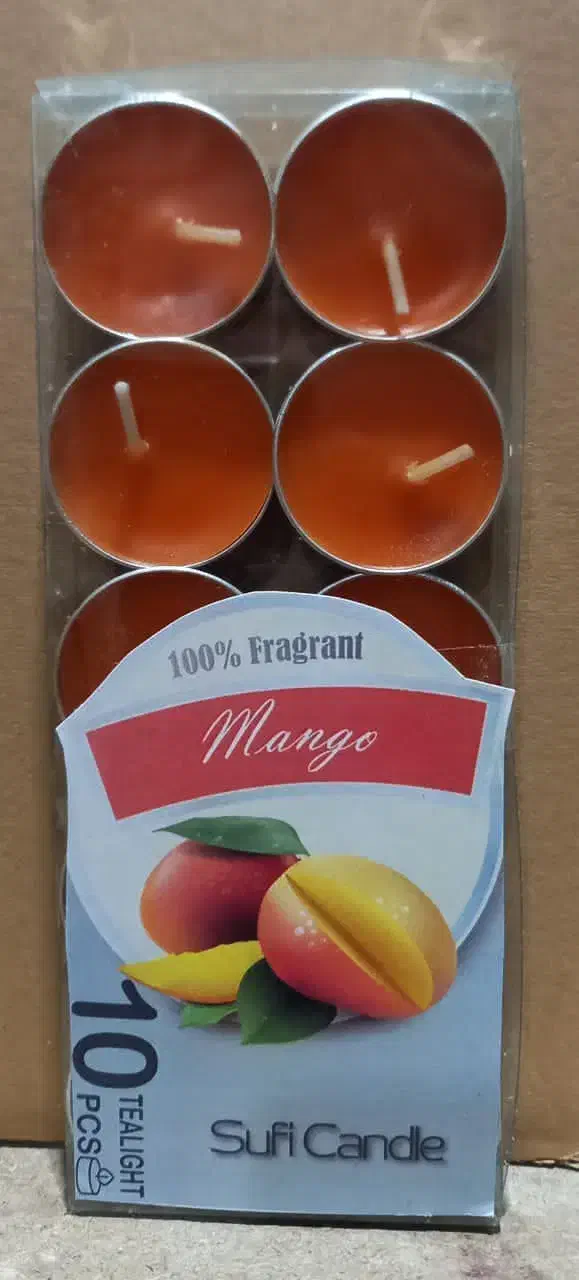 100% Fragrant
Mango
10
TEALIGHT
PCS
Sufi Candle